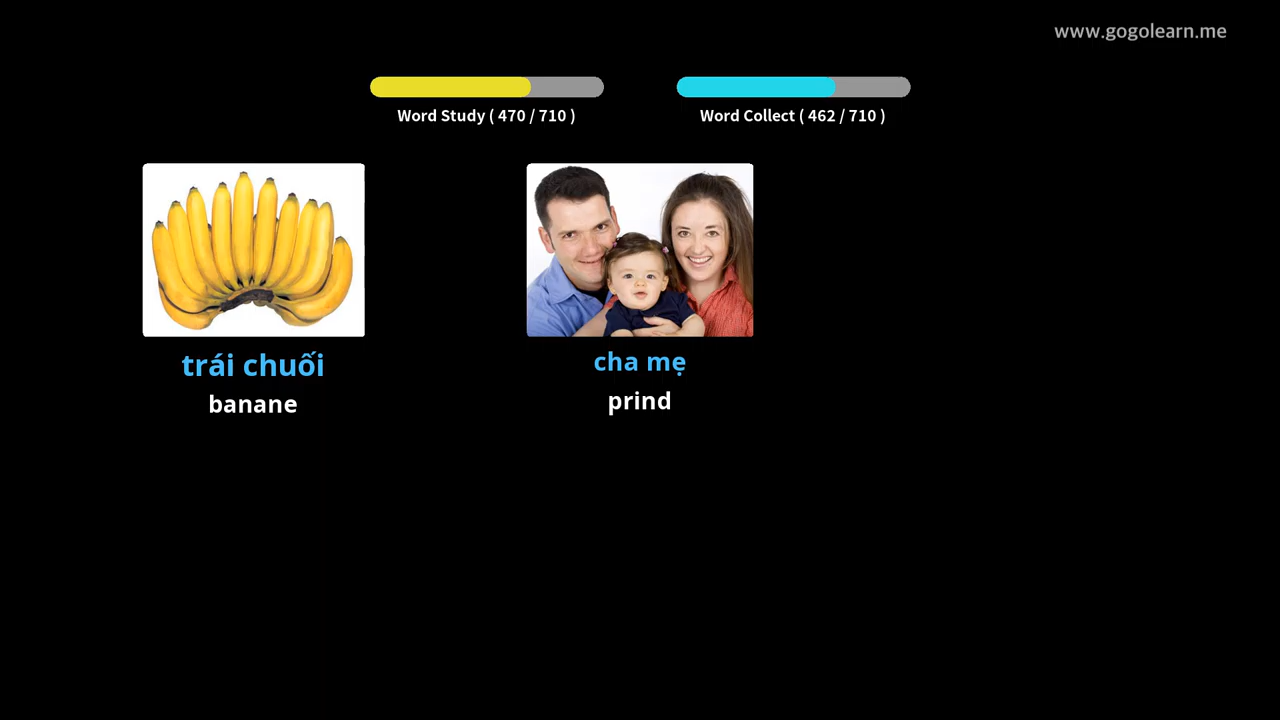 www.gogolearn.me
Word Study ( 470 / 710 )
Word Collect ( 462 / 710 )
trái chuối
banane
cha mẹ
prind